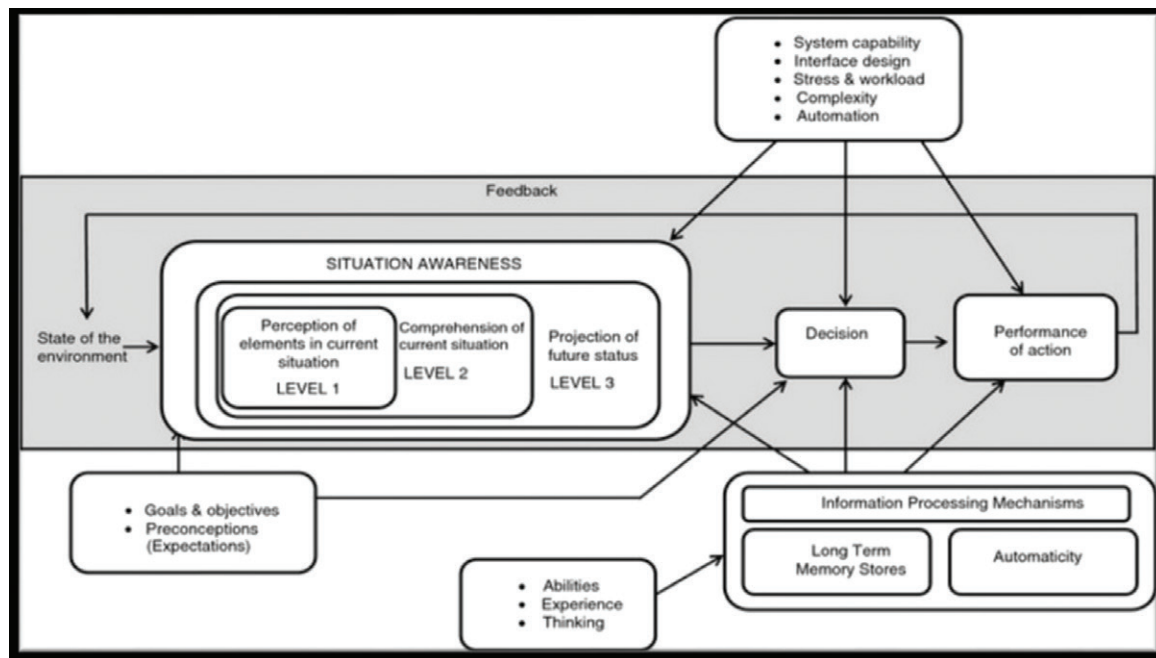 • System capability
• Interface design
• Stress & workload
• Complexity
• Automation
Feedback
SITUATION AWARENESS
State of the
environment
Perception of
elements in current
situation
LEVEL 1
Comprehension of
current situation
LEVEL 2
Projection of
future status
LEVEL 3
Decision
Performance
of action
• Goals & objectives
• Preconceptions
(Expectations)
• Abilities
• Experience
• Thinking
Information Processing Mechanisms
Long Term
Memory Stores
Automaticity